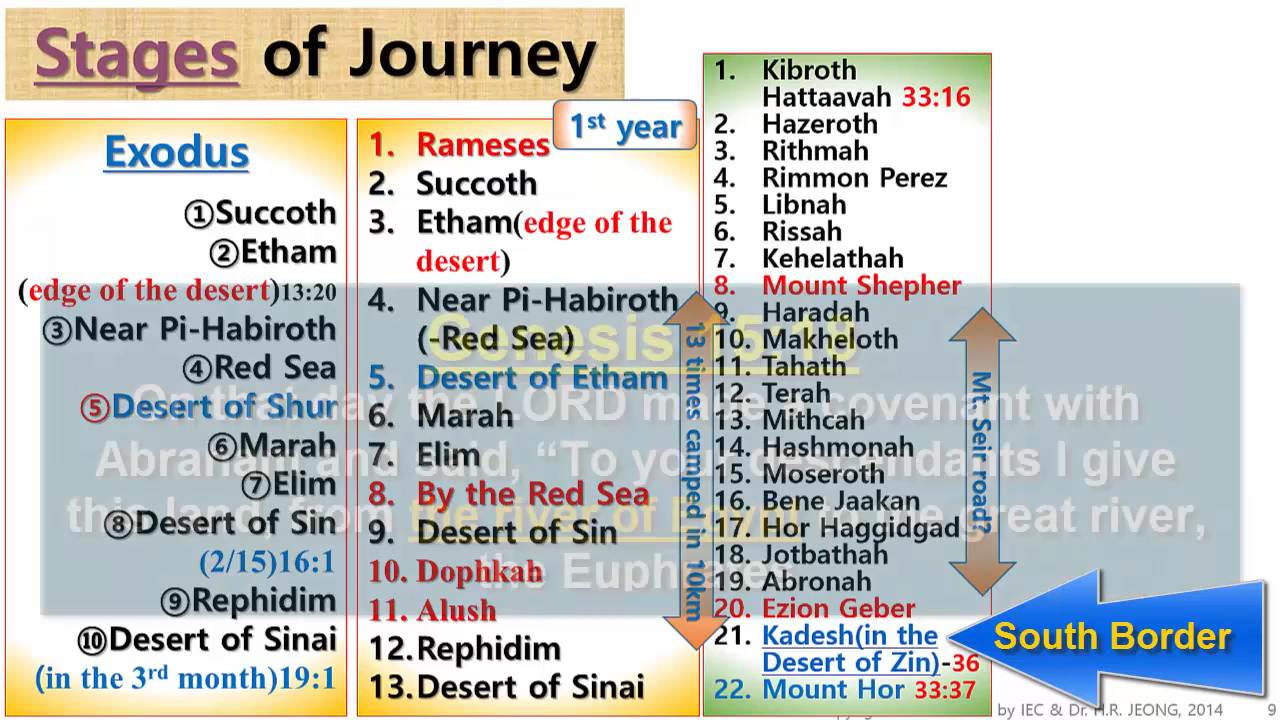 Stages of Journey
Exodus
①Succoth
②Etham
(edge of the desert)13:20
③Near Pi-Habiroth
④Red Sea
⑤Desert of Shur
⑥Marah
⑦Elim
⑧Desert of Sin
(2/15)16:1
⑨Rephidim
⑩Desert of Sinai
(in the 3rd month)19:1
1st year
1. Rameses
2. Succoth
3. Etham(edge of the
desert)
4. Near Pi-Habiroth
(-Red Sea)
5. Desert of Etham
6. Marah
7. Elim
8. By the Red Sea
9. Desert of Sin
10. Dophkah
11. Alush
12. Rephidim
13. Desert of Sinai
13 times camped in 10km
1. Kibroth
Hattaavah 33:16
2. Hazeroth
3. Rithmah
4. Rimmon Perez
5. Libnah
6. Rissah
7. Kehelathah
8. Mount Shepher
9. Haradah
10. Makheloth
11. Tahath
12. Terah
13. Mithcah
14. Hashmonah
15. Moseroth
16. Bene Jaakan
17. Hor Haggidgad
18. Jotbathah
19. Abronah
20. Ezion Geber
21. Kadesh(in the
Desert of Zin)-36
22. Mount Hor 33:37
Mt. Seir road?
South Border
Genesis 15:18
On that day the LORD made a covenant with
Abraham and said, “To your descendants I give
this land, from the river of Egypt to the great river,
the Euphrates
by IEC & Dr. H.R. JEONG, 2014
9